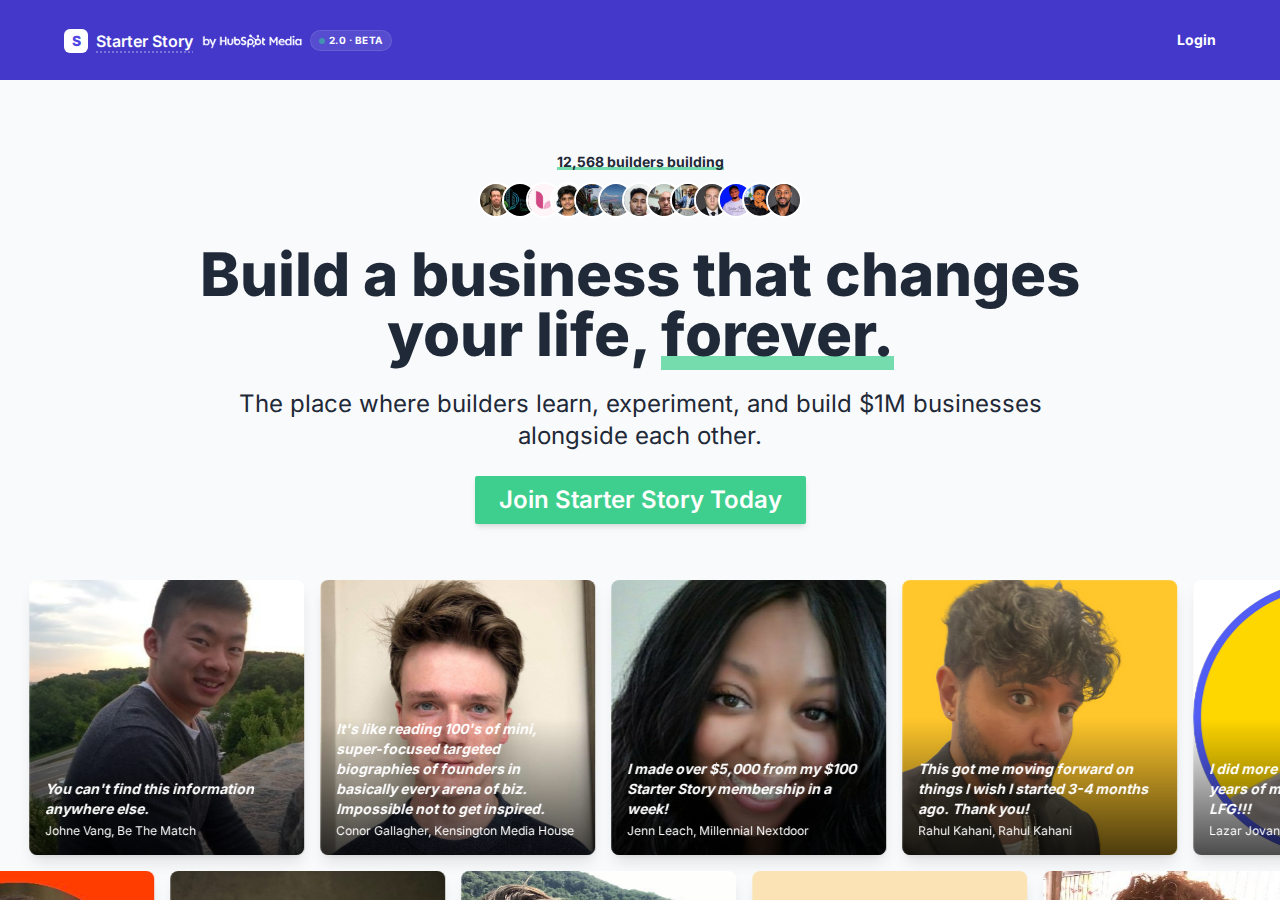 S Starter Story by HubSpot Media 2.0 · BETA
Login
12,568 builders building
Build a business that changes
your life, forever.
The place where builders learn, experiment, and build $1M businesses
alongside each other.
Join Starter Story Today
You can't find this information
anywhere else.
Johne Vang, Be The Match
It's like reading 100's of mini,
super-focused targeted
biographies of founders in
basically every arena of biz.
Impossible not to get inspired.
Conor Gallagher, Kensington Media House
I made over $5,000 from my $100
Starter Story membership in a
week!
Jenn Leach, Millennial Nextdoor
This got me moving forward on
things I wish I started 3-4 months
ago. Thank you!
Rahul Kahani, Rahul Kahani
I did more
years of
LFG!!!
Lazar